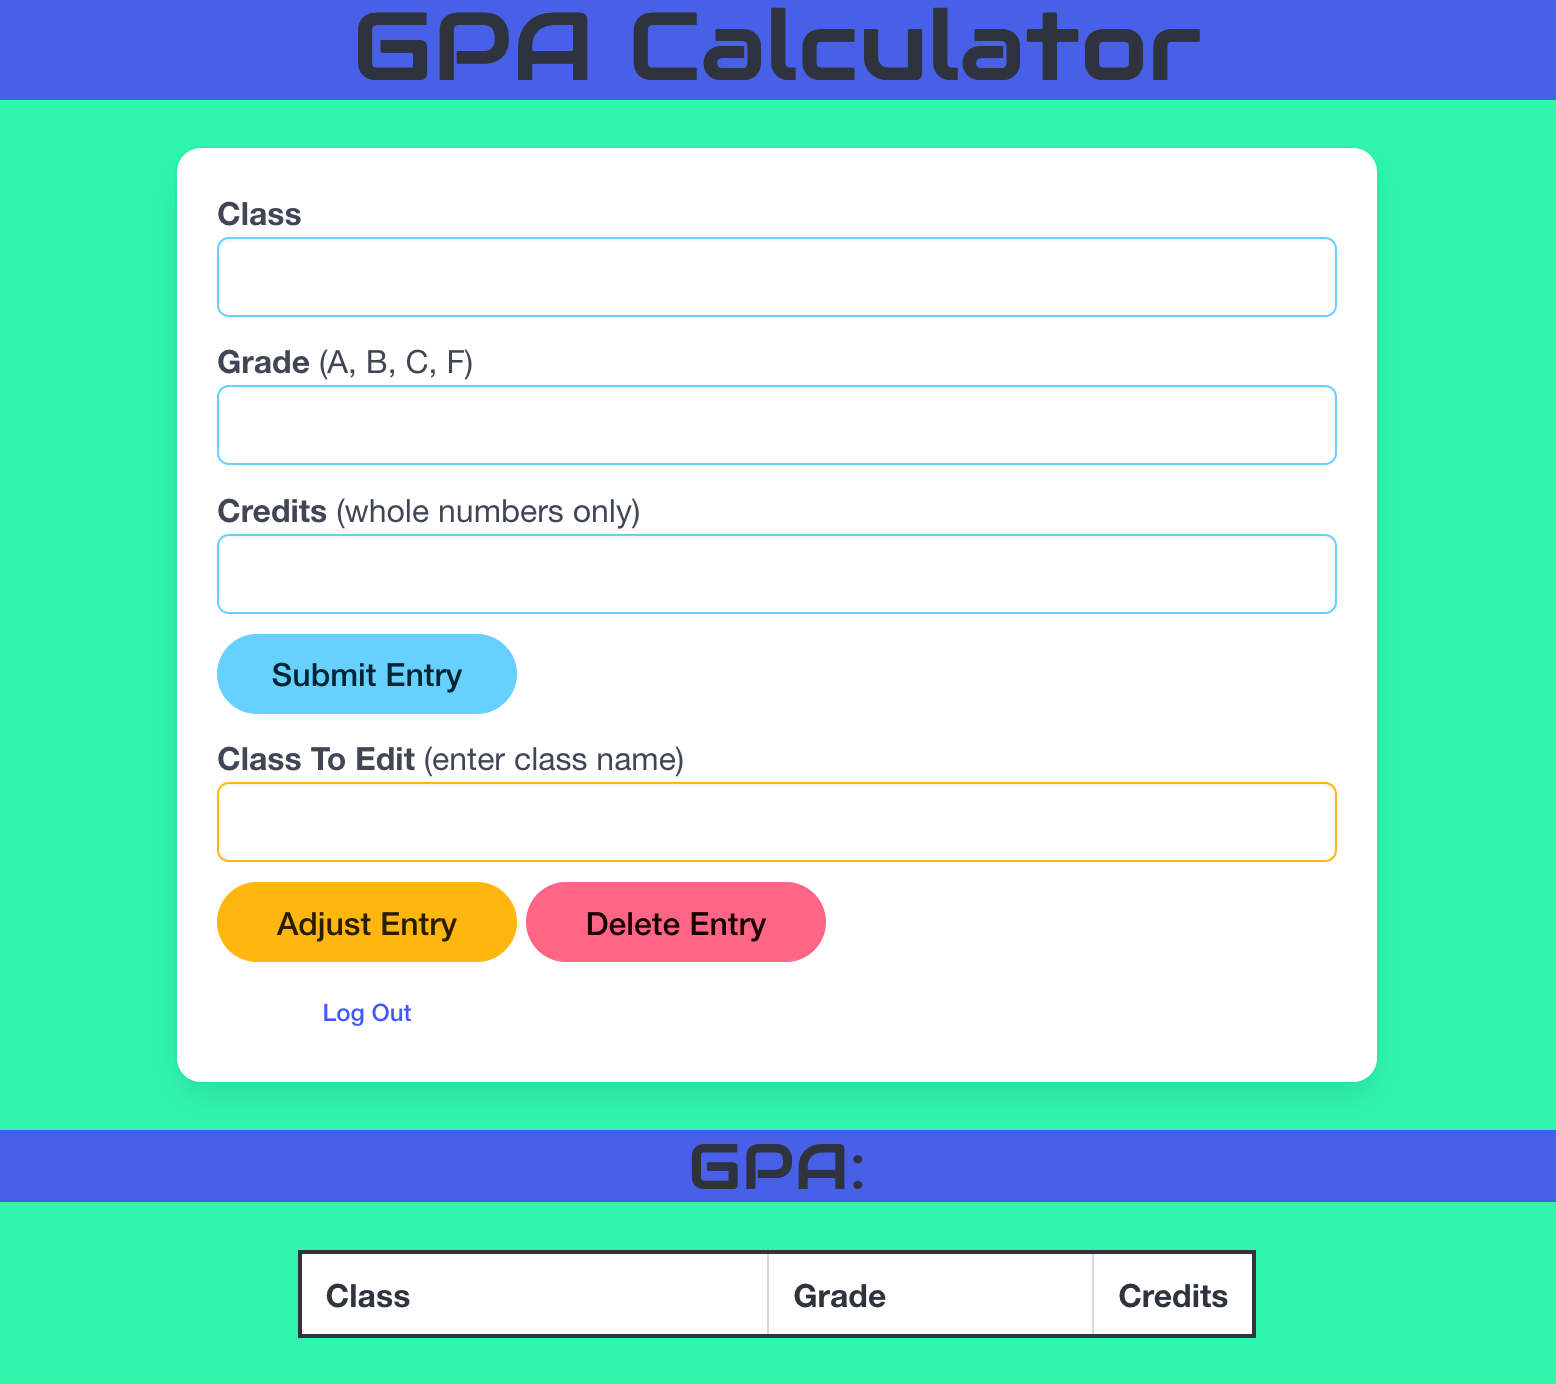 GPA Calculator
Class
Grade (A, B, C, F)
Credits (whole numbers only)
Submit Entry
Class To Edit (enter class name)
Adjust Entry Delete Entry
Log Out
GPA:
Class Grade Credits